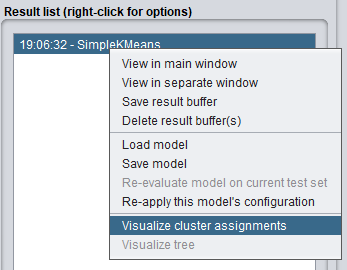 Result list (right-click for options)
19:06:32 - SimpleKMeans
View in main window
View in separate window
Save result buffer
Delete result buffer(s)
Load model
Save model
Re-evaluate model on current test set
Re-apply this model's configuration
Visualize cluster assignments
Visualize tree